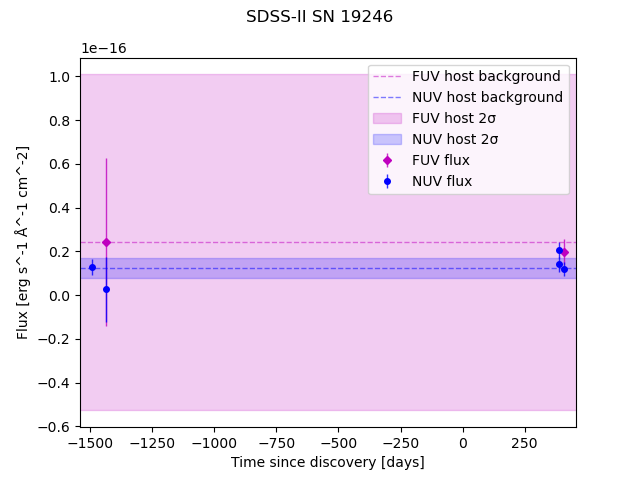 SDSS-II SN 19246
1e−16
FUV host background
NUV host background
FUV host 2σ
NUV host 2σ
FUV flux
NUV flux
1.0
0.8
0.6
0.4
0.2
0.0
−0.2
−0.4
−0.6
Flux [erg s^-1 Å^-1 cm^-2]
−1500
−1250
−1000
−750
−500
−250
0
250
Time since discovery [days]